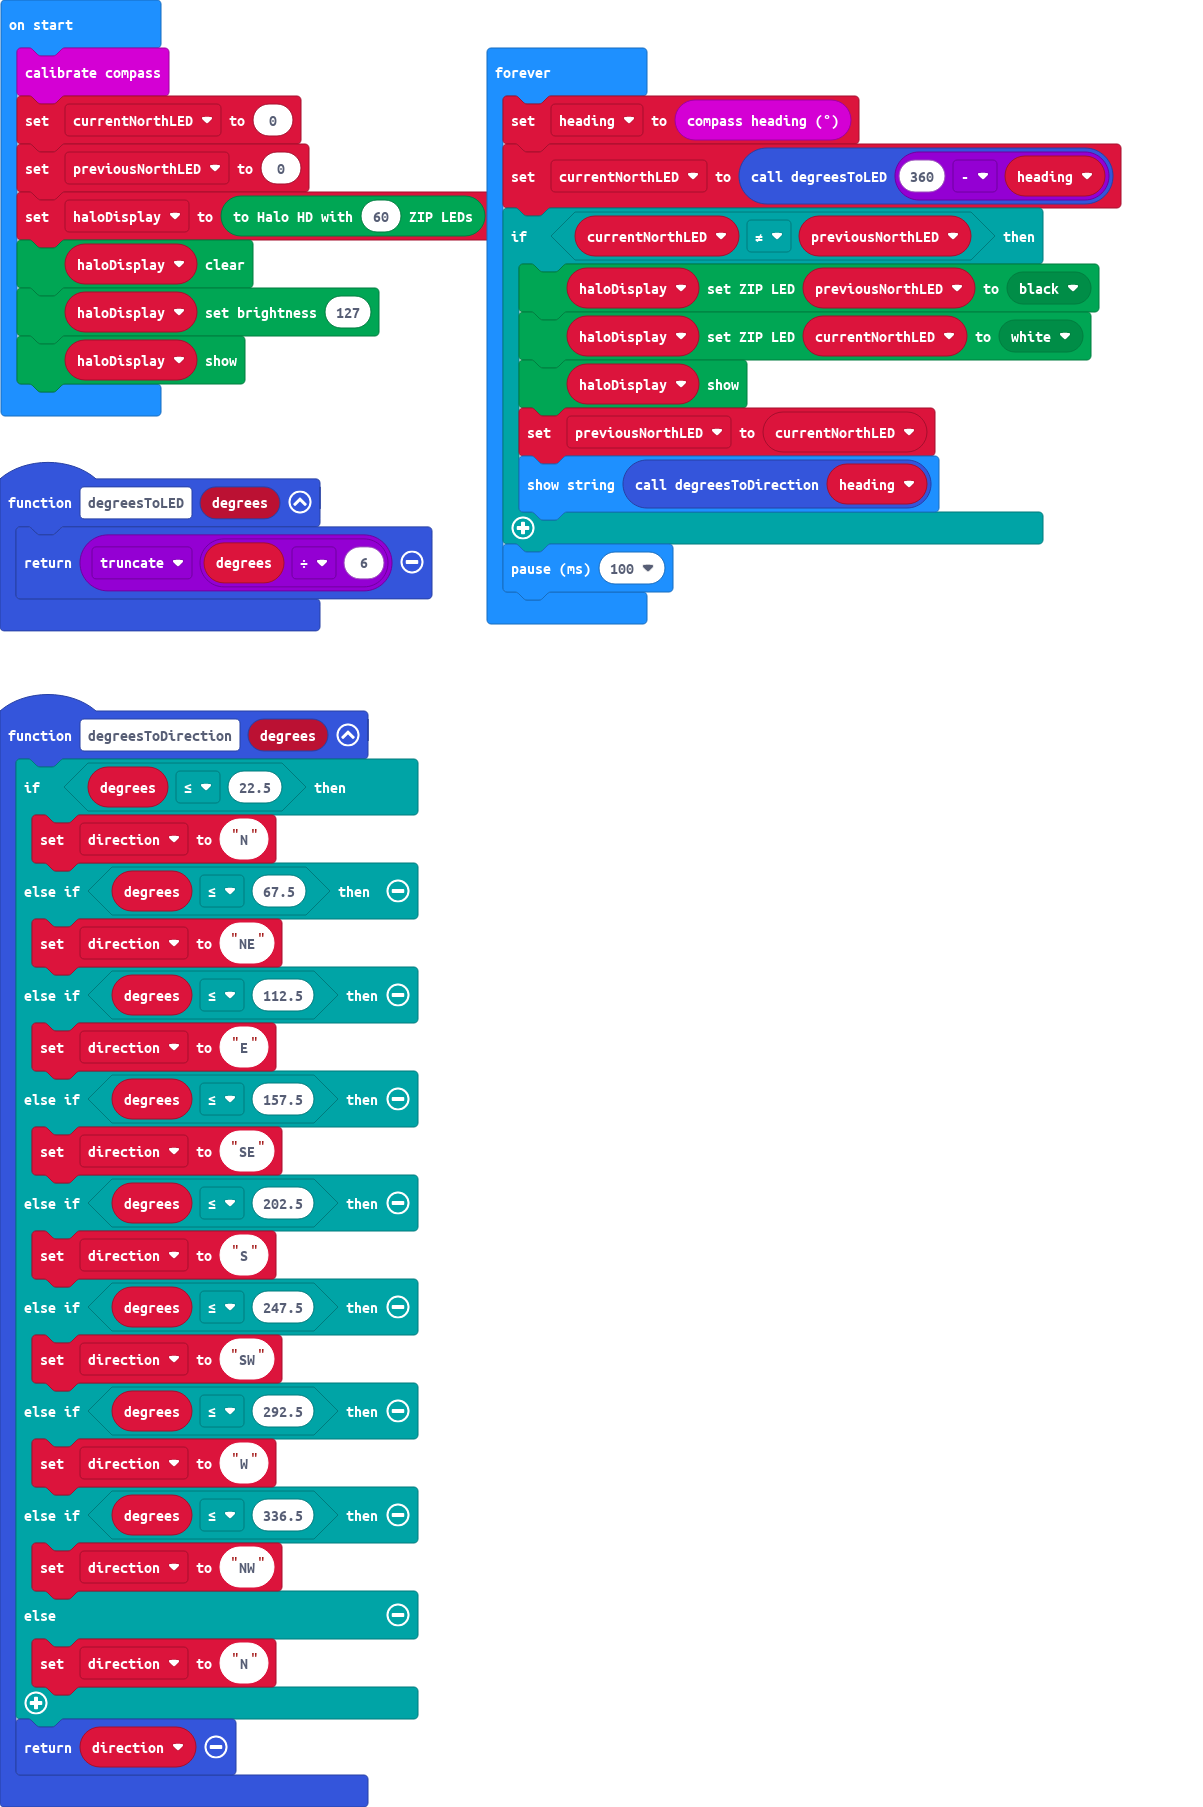 on start
calibrate compass
set currentNorthLED to 0
set previousNorthLED to 0
set haloDisplay to to Halo HD with 60 ZIP LEDs
haloDisplay clear
haloDisplay set brightness 127
haloDisplay show
forever
set heading to compass heading (°)
set currentNorthLED to call degreesToLED 360 - heading
if currentNorthLED ≠ previousNorthLED then
haloDisplay set ZIP LED previousNorthLED to black
haloDisplay set ZIP LED currentNorthLED to white
haloDisplay show
set previousNorthLED to currentNorthLED
show string call degreesToDirection heading
pause (ms) 100
function degreesToLED degrees
return truncate degrees ÷ 6
function degreesToDirection degrees
if degrees ≤ 22.5 then
set direction to "N"
else if degrees ≤ 67.5 then
set direction to "NE"
else if degrees ≤ 112.5 then
set direction to "E"
else if degrees ≤ 157.5 then
set direction to "SE"
else if degrees ≤ 202.5 then
set direction to "S"
else if degrees ≤ 247.5 then
set direction to "SW"
else if degrees ≤ 292.5 then
set direction to "W"
else if degrees ≤ 336.5 then
set direction to "NW"
else
set direction to "N"
return direction